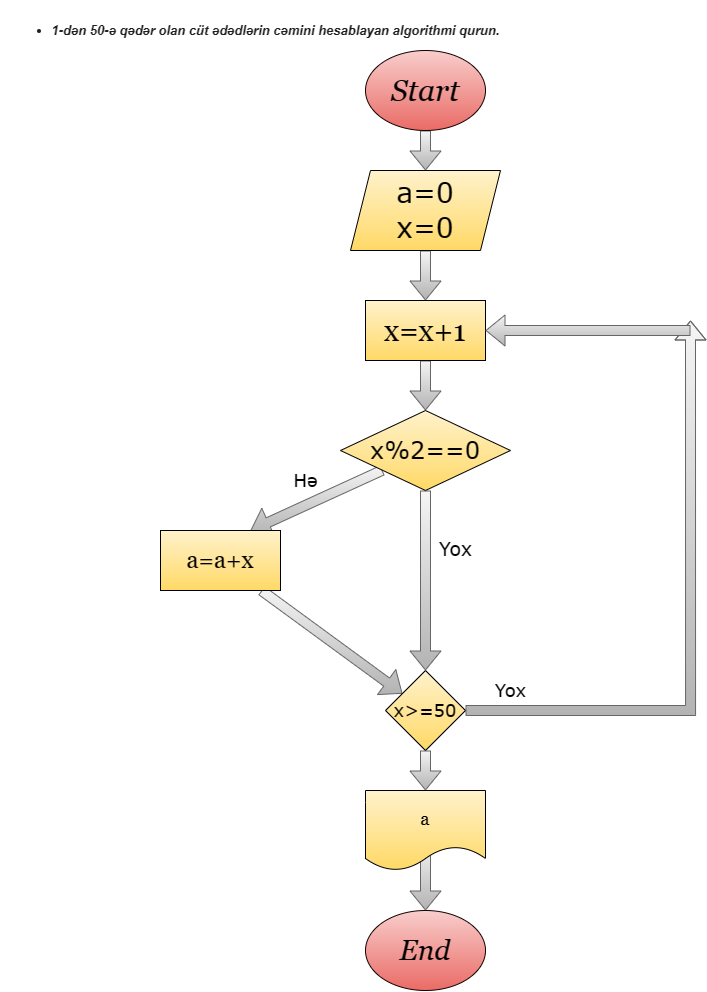 1-dən 50-ə qədər olan cüt ədədlərin cəmini hesablayan algorithmi qurun.
Start
a=0
x=0
x=x+1
x%2==0
Hə
Yox
a=a+x
x>=50
Yox
a
End